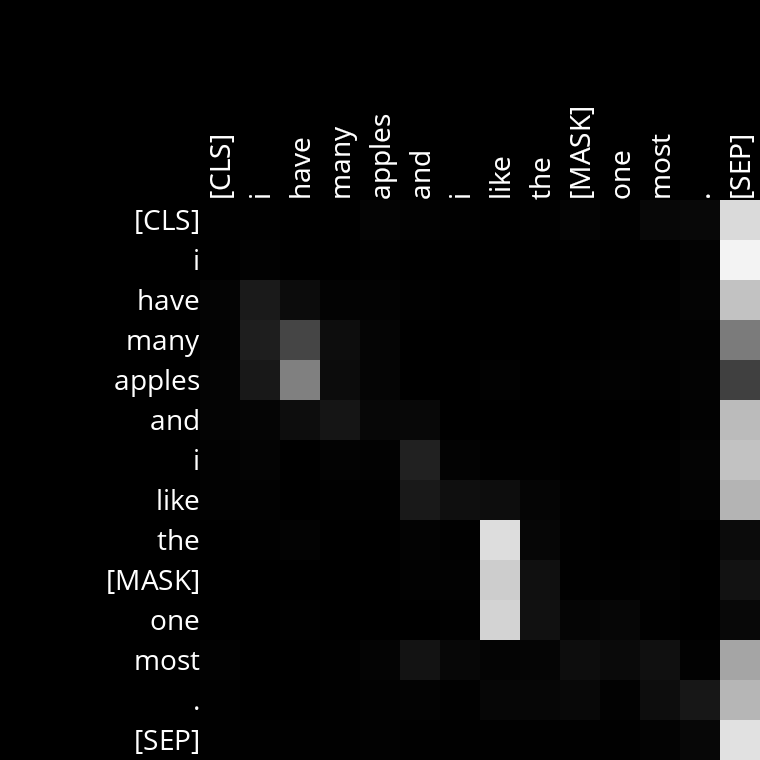 [CLS] i have many apples and i like the [MASK] one most . [SEP]
[CLS]
i
have
many
apples
and
i
like
the
[MASK]
one
most
.
[SEP]